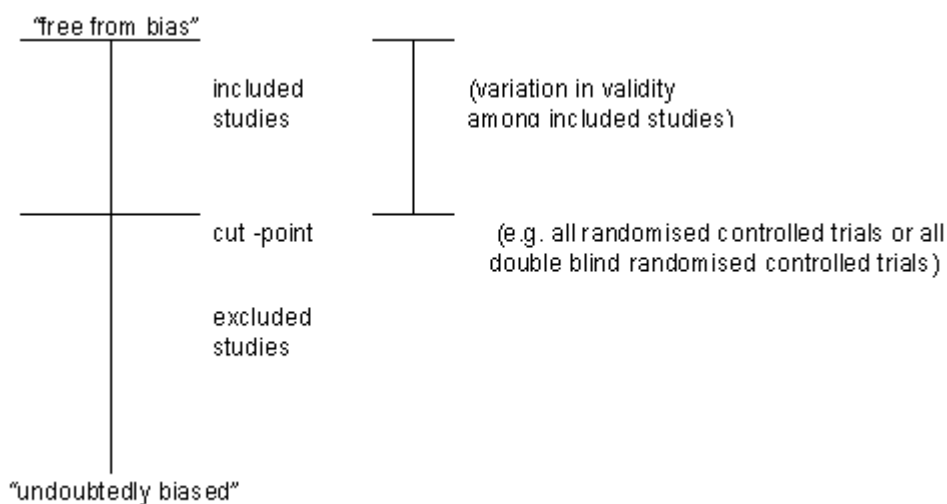 “free from bias”
included
studies
(variation in validity
among included studies)
cut -point
(e.g. all randomised controlled trials or all
double blind randomised controlled trials)
excluded
studies
“undoubtedly biased”